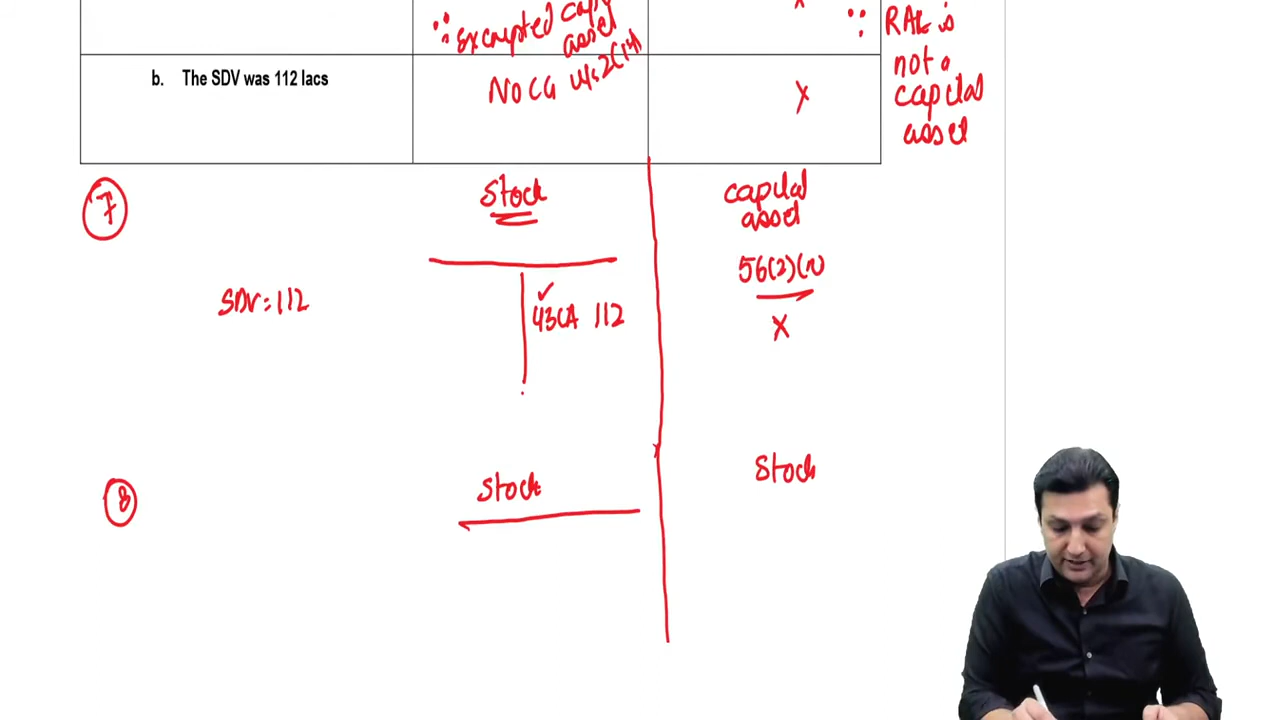 ∵ excepted capital asset u/s 2(14)
×
∵ RAL is not a capital asset
b. The SDV was 112 lacs
No CG
×
7
Stock
capital asset
56(2)(x)
SDV = 112
✓
43CA 112
×
8
Stock
Stock